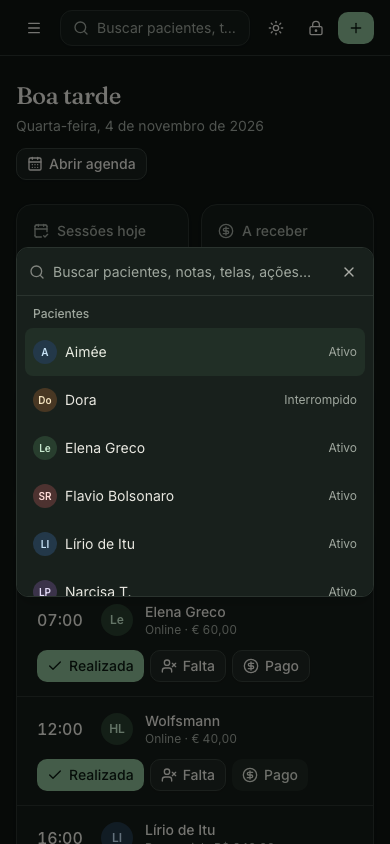 Buscar pacientes, t...
Boa tarde
Quarta-feira, 4 de novembro de 2026
Abrir agenda
Sessões hoje
A receber
Buscar pacientes, notas, telas, ações...
Pacientes
A Aimée Ativo
Do Dora Interrompido
Le Elena Greco Ativo
SR Flavio Bolsonaro Ativo
LI Lírio de Itu Ativo
LP Narcisa T.
07:00 Le Elena Greco
Online · € 60,00
Realizada Falta Pago
12:00 HL Wolfsmann
Online · € 40,00
Realizada Falta Pago
16:00 LI Lírio de Itu